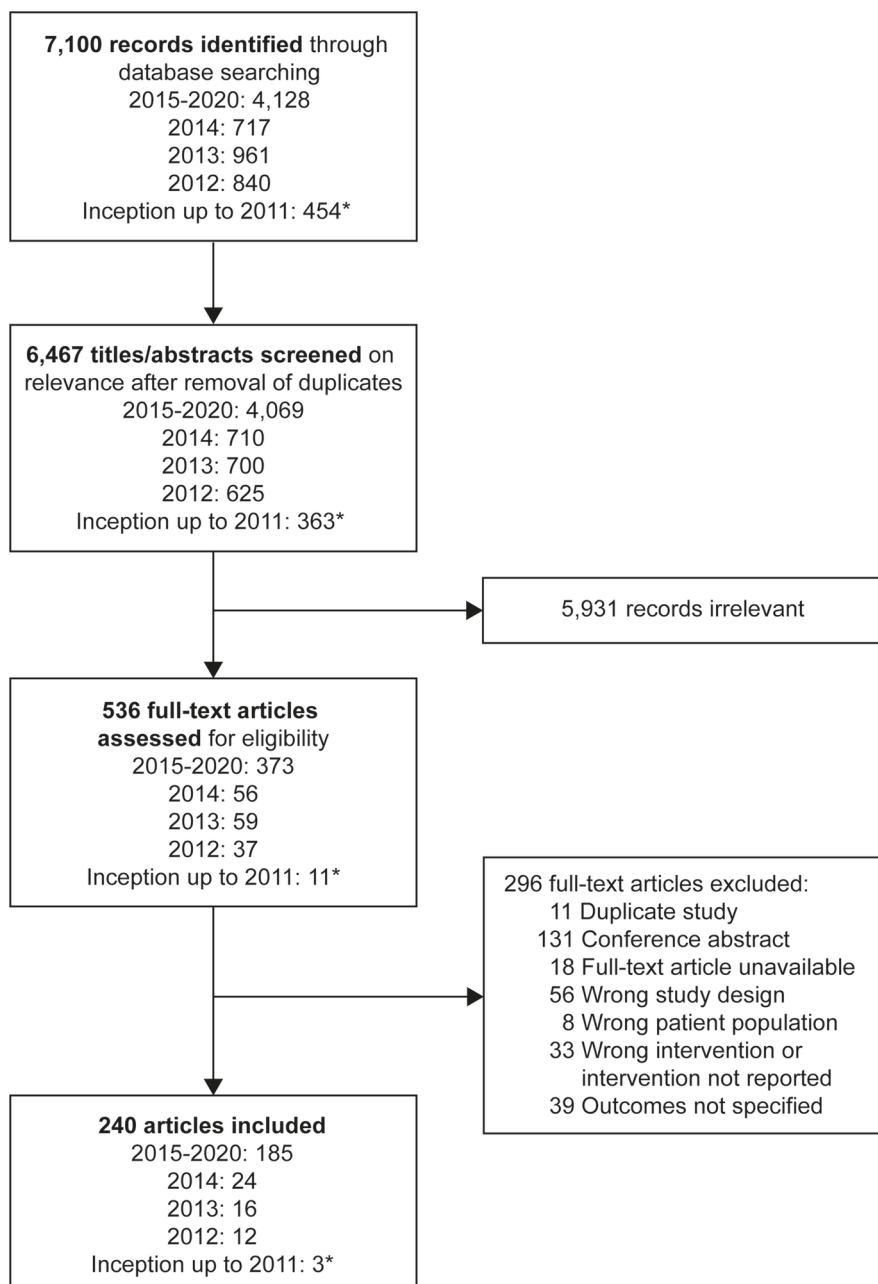 7,100 records identified through
database searching
2015-2020: 4,128
2014: 717
2013: 961
2012: 840
Inception up to 2011: 454*
6,467 titles/abstracts screened on
relevance after removal of duplicates
2015-2020: 4,069
2014: 710
2013: 700
2012: 625
Inception up to 2011: 363*
5,931 records irrelevant
536 full-text articles
assessed for eligibility
2015-2020: 373
2014: 56
2013: 59
2012: 37
Inception up to 2011: 11*
296 full-text articles excluded:
11 Duplicate study
131 Conference abstract
18 Full-text article unavailable
56 Wrong study design
8 Wrong patient population
33 Wrong intervention or
intervention not reported
39 Outcomes not specified
240 articles included
2015-2020: 185
2014: 24
2013: 16
2012: 12
Inception up to 2011: 3*